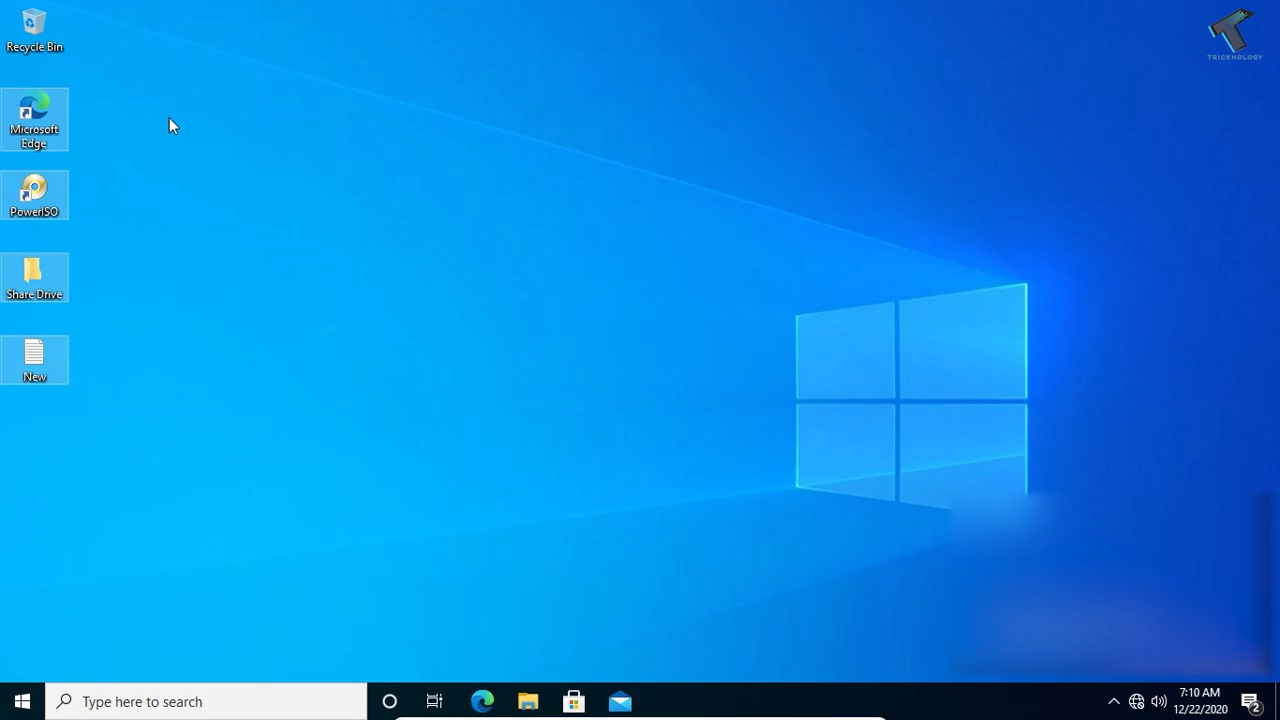 Recycle Bin
TRICKNOLOGY
Microsoft
Edge
PowerISO
Share Drive
New
Type here to search
7:10 AM
12/22/2020
2